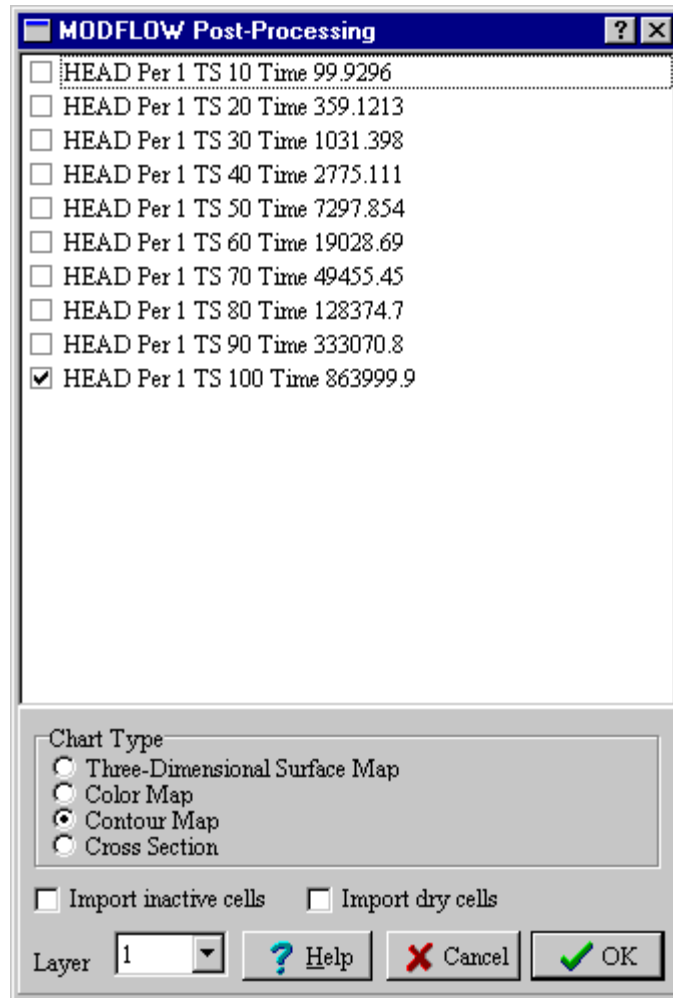 MODFLOW Post-Processing
HEAD Per 1 TS 10 Time 99.9296
HEAD Per 1 TS 20 Time 359.1213
HEAD Per 1 TS 30 Time 1031.398
HEAD Per 1 TS 40 Time 2775.111
HEAD Per 1 TS 50 Time 7297.854
HEAD Per 1 TS 60 Time 19028.69
HEAD Per 1 TS 70 Time 49455.45
HEAD Per 1 TS 80 Time 128374.7
HEAD Per 1 TS 90 Time 333070.8
HEAD Per 1 TS 100 Time 863999.9
Chart Type
Three-Dimensional Surface Map
Color Map
Contour Map
Cross Section
Import inactive cells Import dry cells
Layer 1 Help Cancel OK